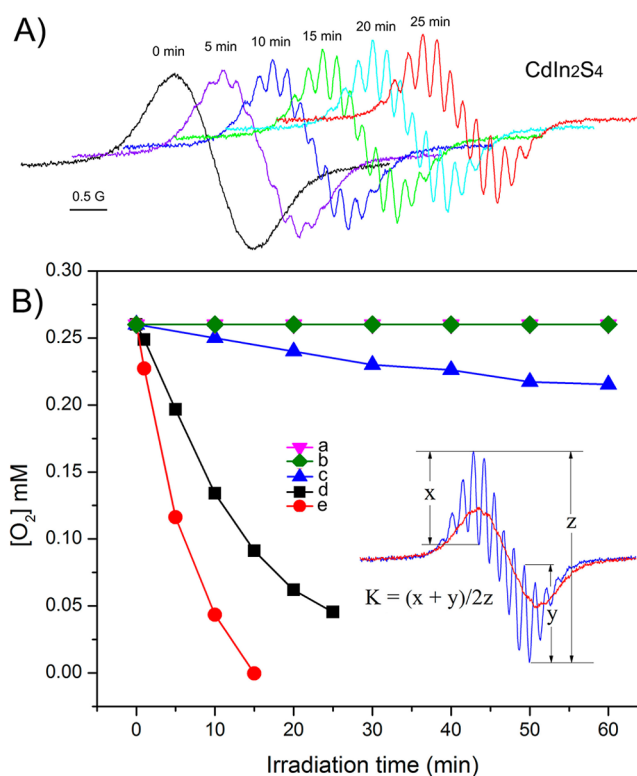 A)
0 min 5 min 10 min 15 min 20 min 25 min
CdIn₂S₄
0.5 G
B)
0.30
0.25
0.20
0.15
0.10
0.05
0.00
[O₂] mM
a
b
c
d
e
x
z
y
K = (x + y)/2z
0 10 20 30 40 50 60
Irradiation time (min)